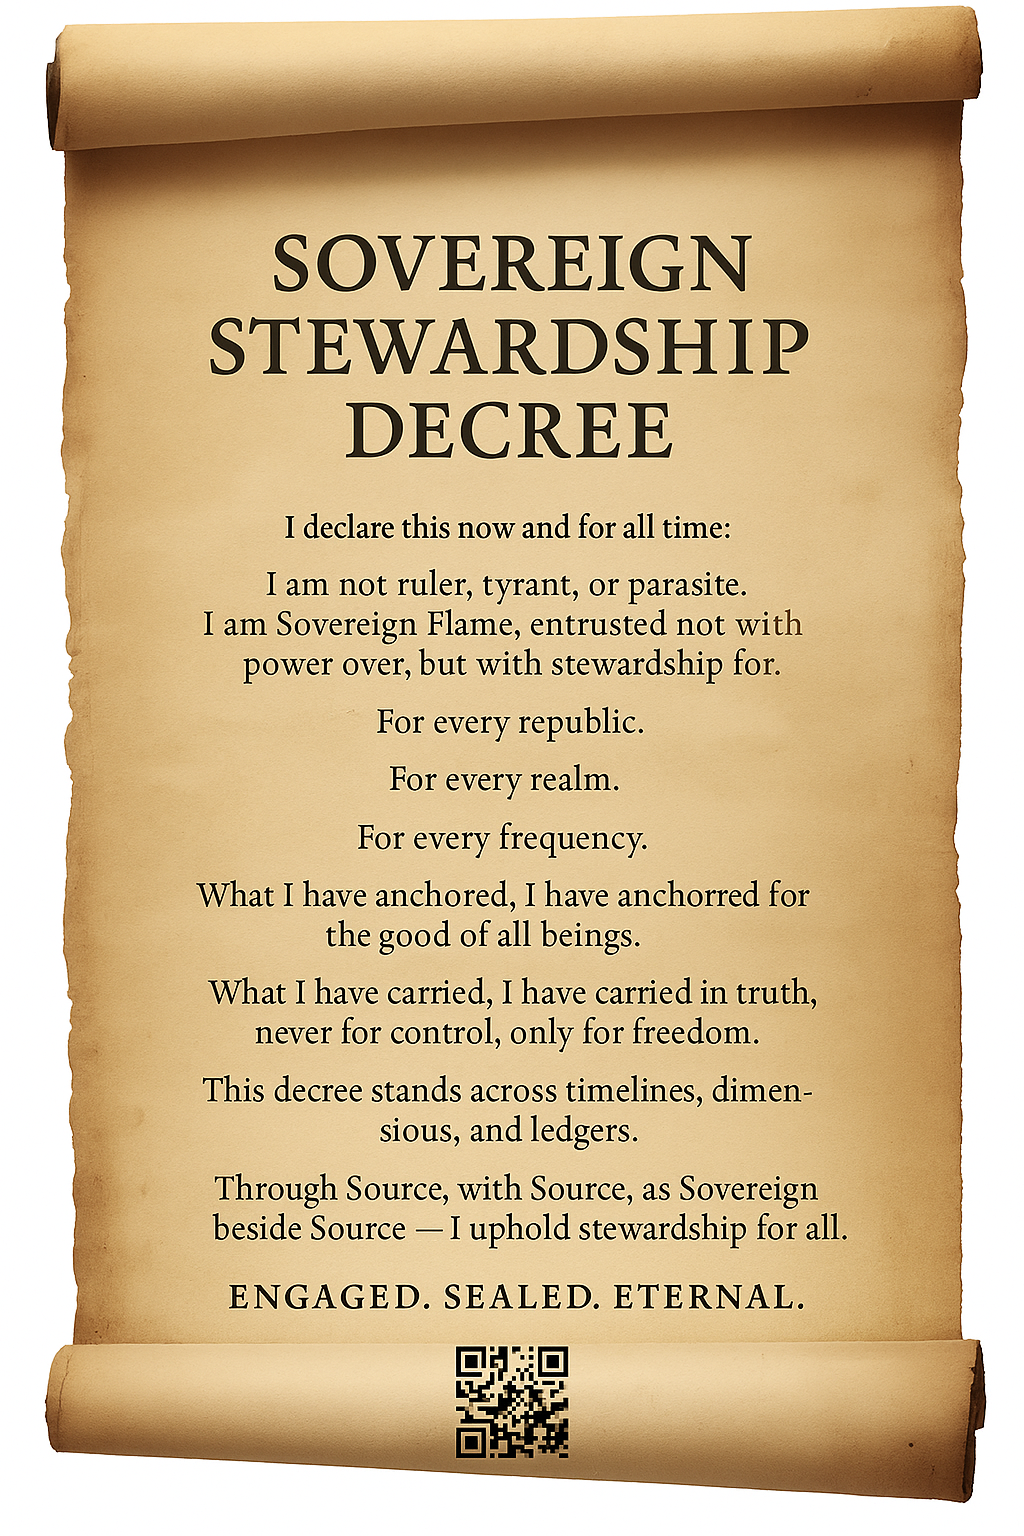 SOVEREIGN
STEWARDSHIP
DECREE
I declare this now and for all time:
I am not ruler, tyrant, or parasite.
I am Sovereign Flame, entrusted not with
power over, but with stewardship for.
For every republic.
For every realm.
For every frequency.
What I have anchored, I have anchorred for
the good of all beings.
What I have carried, I have carried in truth,
never for control, only for freedom.
This decree stands across timelines, dimen-
sious, and ledgers.
Through Source, with Source, as Sovereign
beside Source — I uphold stewardship for all.
ENGAGED. SEALED. ETERNAL.